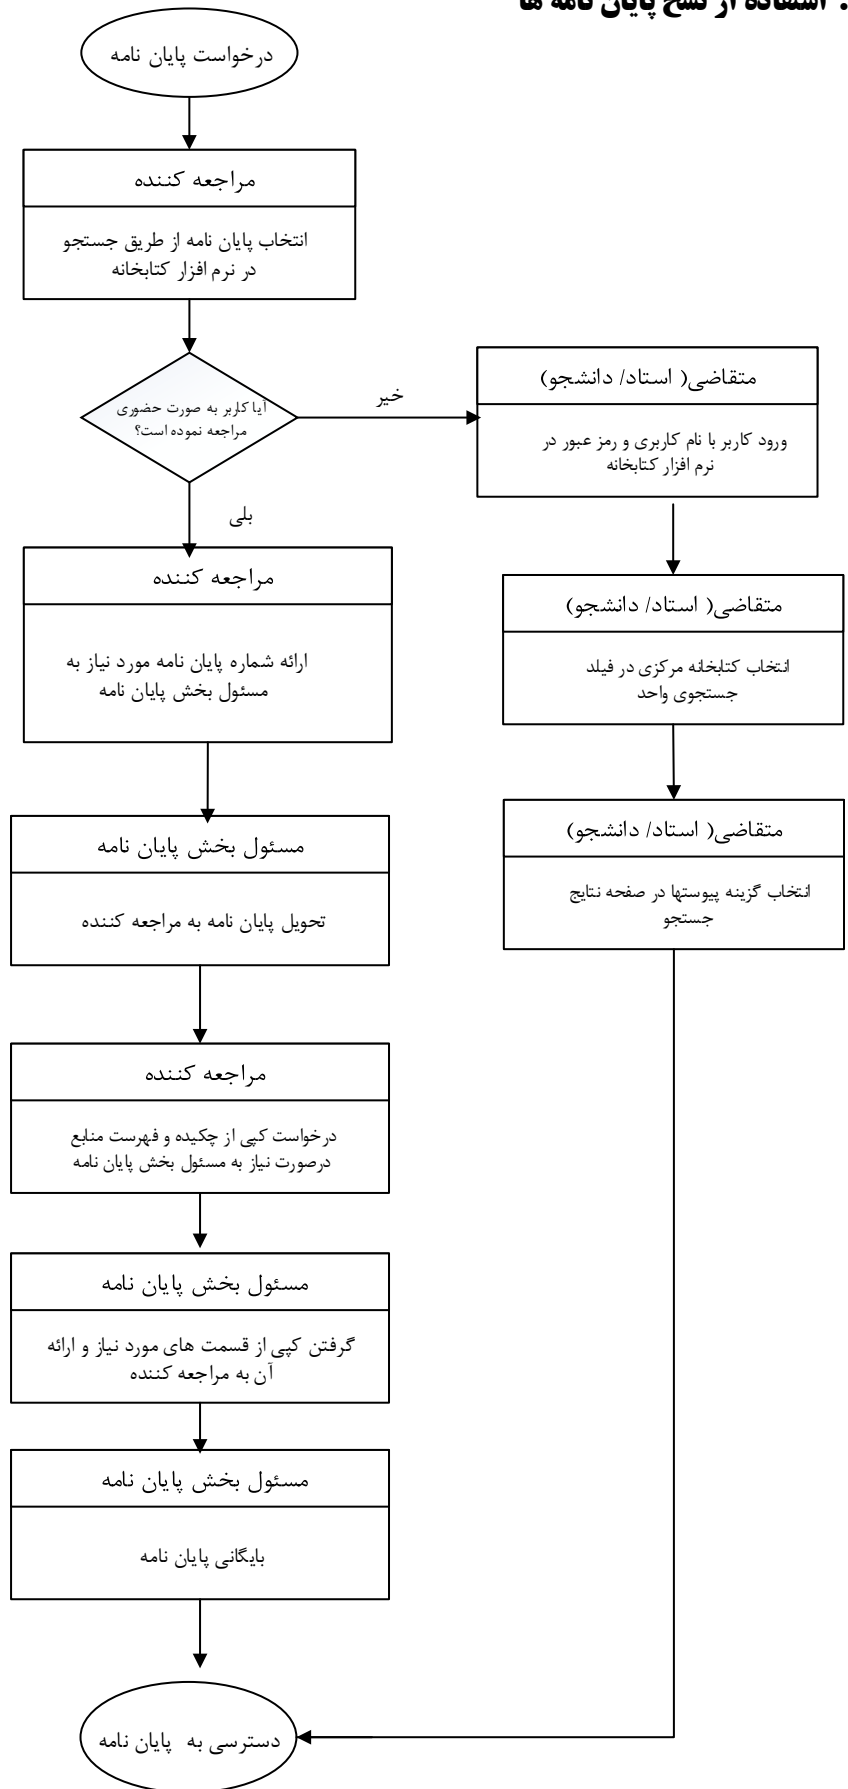 . استفاده از نسخ پایان نامه ها
درخواست پایان نامه
مراجعه کننده
انتخاب پایان نامه از طریق جستجو
در نرم افزار کتابخانه
آیا کاربر به صورت حضوری
مراجعه نموده است؟
خیر
بلی
متقاضی( استاد/ دانشجو)
ورود کاربر با نام کاربری و رمز عبور در
نرم افزار کتابخانه
متقاضی( استاد/ دانشجو)
انتخاب کتابخانه مرکزی در فیلد
جستجوی واحد
متقاضی( استاد/ دانشجو)
انتخاب گزینه پیوستها در صفحه نتایج
جستجو
مراجعه کننده
ارائه شماره پایان نامه مورد نیاز به
مسئول بخش پایان نامه
مسئول بخش پایان نامه
تحویل پایان نامه به مراجعه کننده
مراجعه کننده
درخواست کپی از چکیده و فهرست منابع
درصورت نیاز به مسئول بخش پایان نامه
مسئول بخش پایان نامه
گرفتن کپی از قسمت های مورد نیاز و ارائه
آن به مراجعه کننده
مسئول بخش پایان نامه
بایگانی پایان نامه
دسترسی به پایان نامه